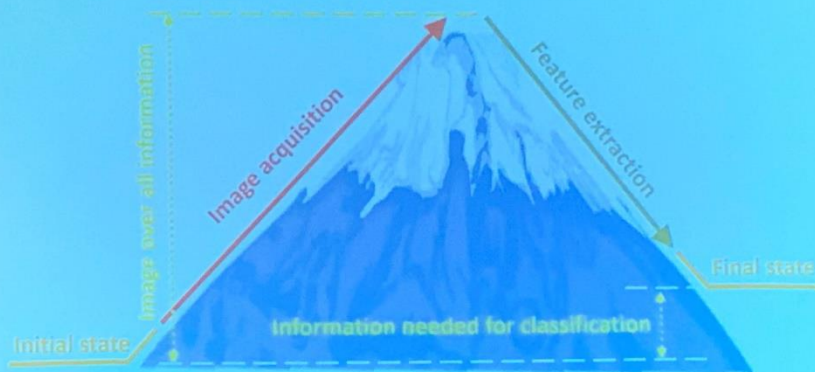 Image over all information
Image acquisition
Feature extraction
Initial state
Final state
Information needed for classification